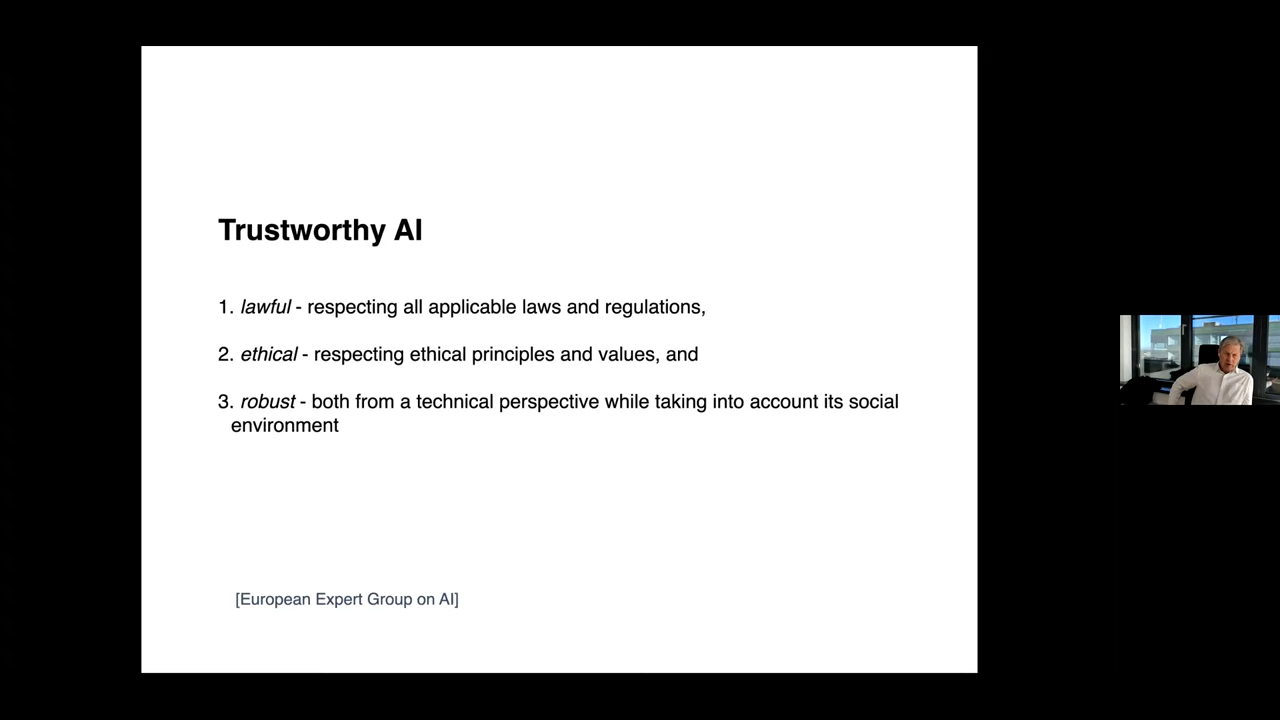 Trustworthy AI
1. lawful - respecting all applicable laws and regulations,
2. ethical - respecting ethical principles and values, and
3. robust - both from a technical perspective while taking into account its social
environment
[European Expert Group on AI]